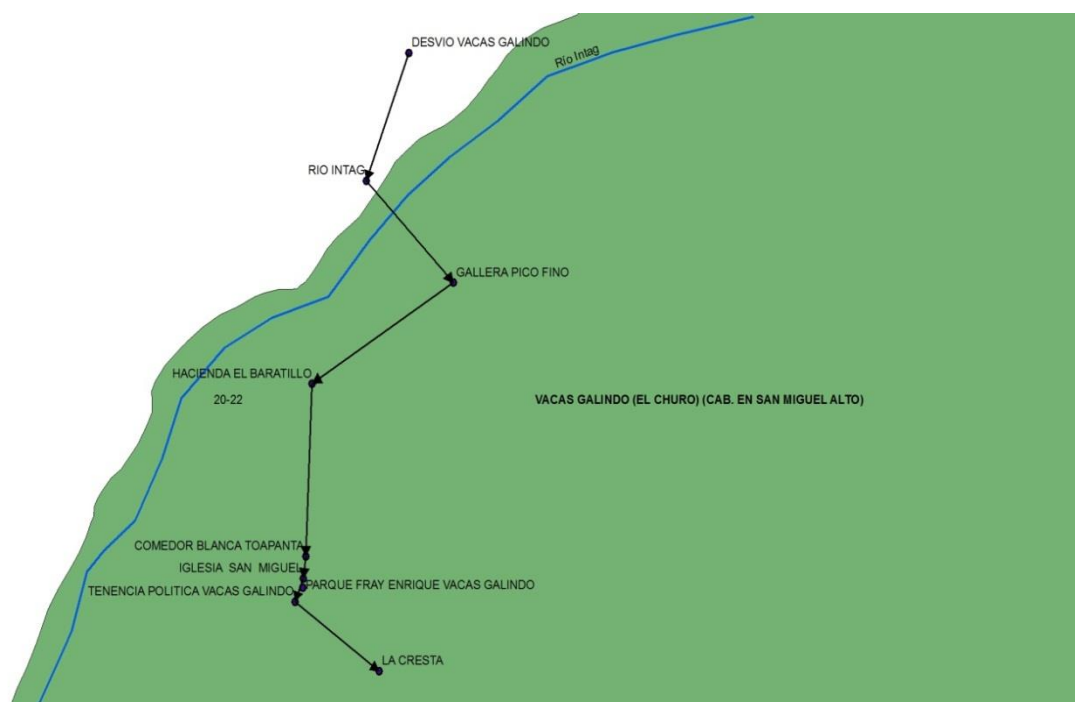 DESVIO VACAS GALINDO
Río Intag
RIO INTAG
GALLERA PICO FINO
HACIENDA EL BARATILLO
20-22
VACAS GALINDO (EL CHURO) (CAB. EN SAN MIGUEL ALTO)
COMEDOR BLANCA TOAPANTA
IGLESIA SAN MIGUEL
PARQUE FRAY ENRIQUE VACAS GALINDO
TENENCIA POLITICA VACAS GALINDO
LA CRESTA